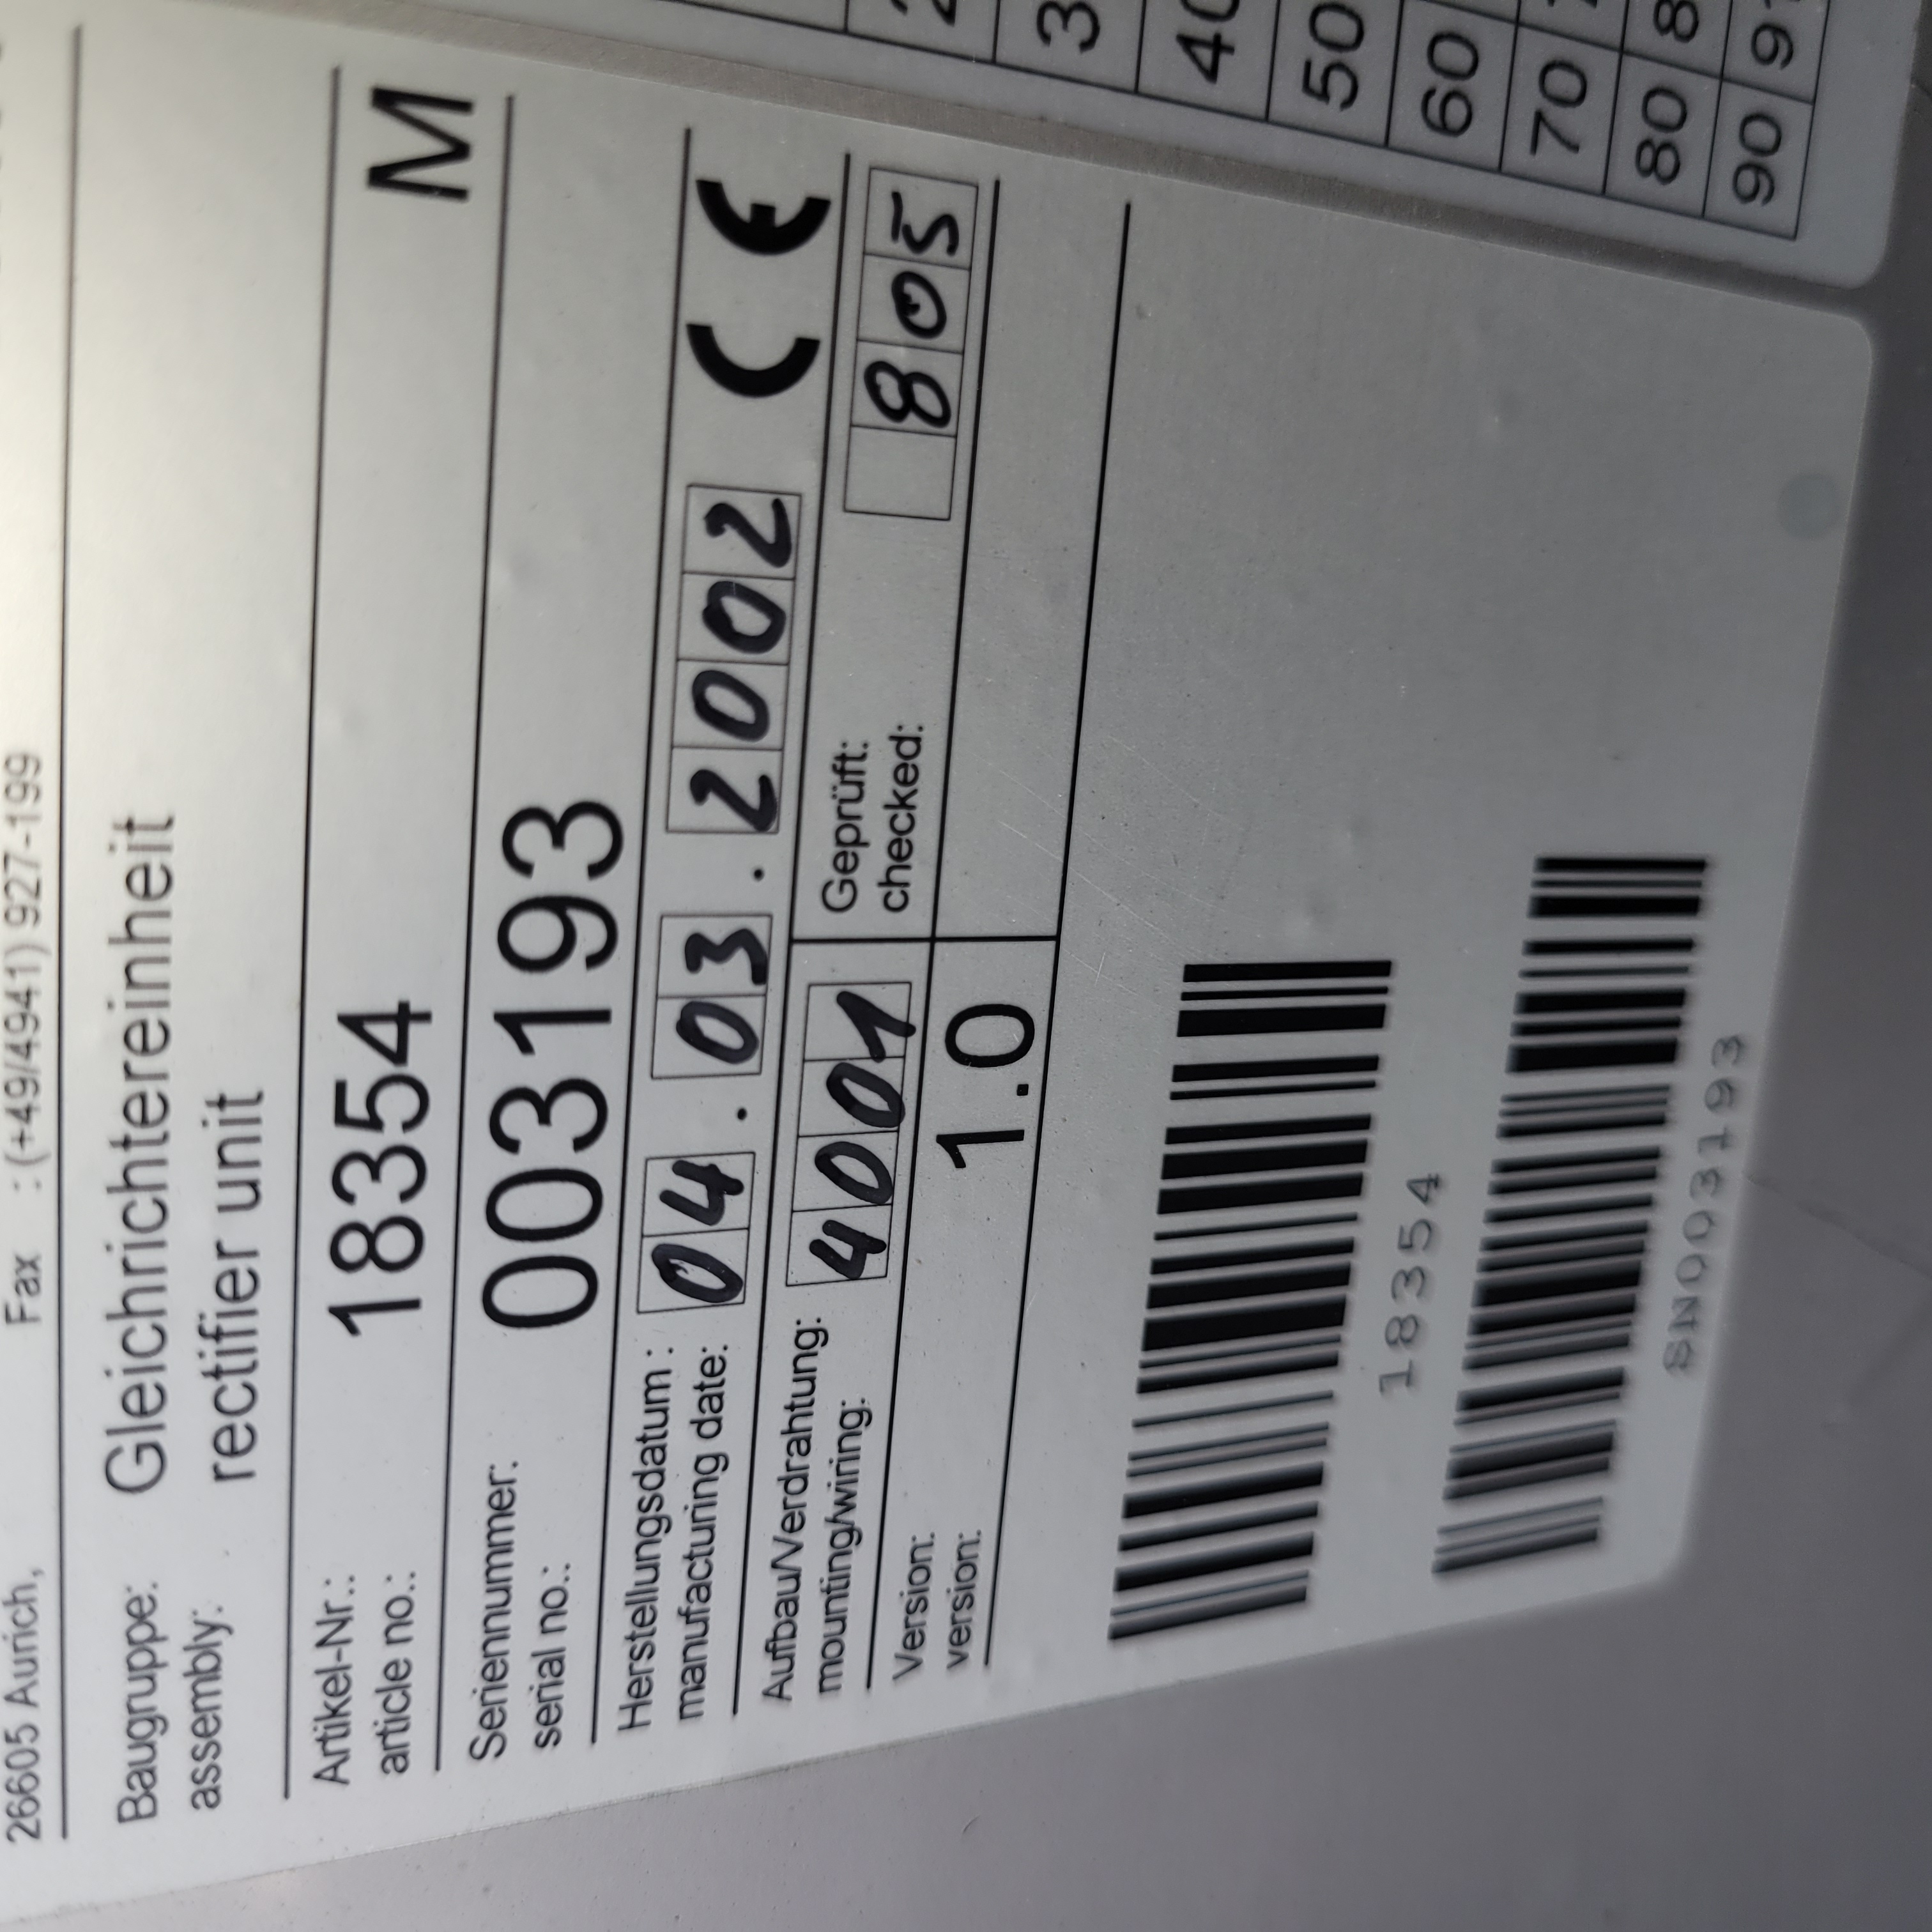 26605 Aurich, Fax : (+49/4941) 927-199
Baugruppe: Gleichrichtereinheit
assembly: rectifier unit
Artikel-Nr.: 18354 M
article no.:
Seriennummer: 003193
serial no.:
Herstellungsdatum : 04.03.2002 CE
manufacturing date:
Aufbau/Verdrahtung: 4001 Geprüft: 805
mounting/wiring: checked:
Version: 1.0
version:
18354
SN003193
40
50
60
70
80
90